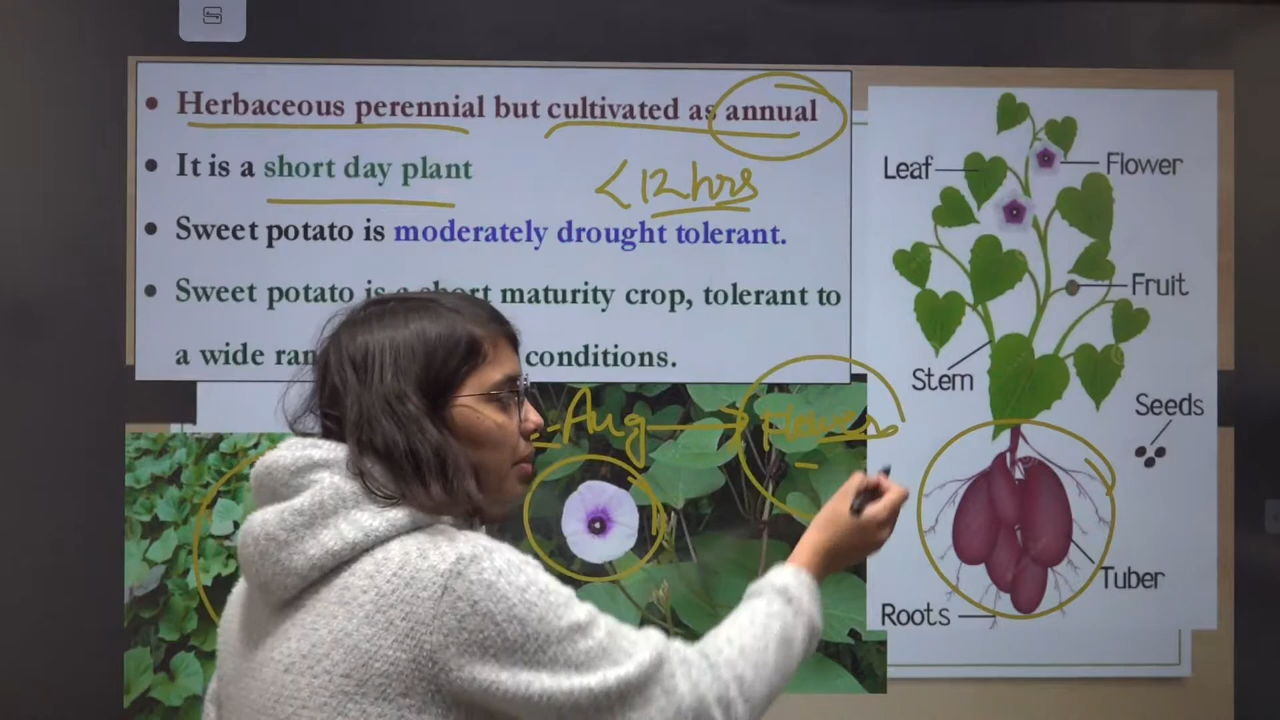 • Herbaceous perennial but cultivated as annual
• It is a short day plant
<12 hrs
• Sweet potato is moderately drought tolerant.
• Sweet potato is a short maturity crop, tolerant to
a wide conditions.
Aug → Flower
Leaf
Flower
Fruit
Stem
Seeds
Tuber
Roots